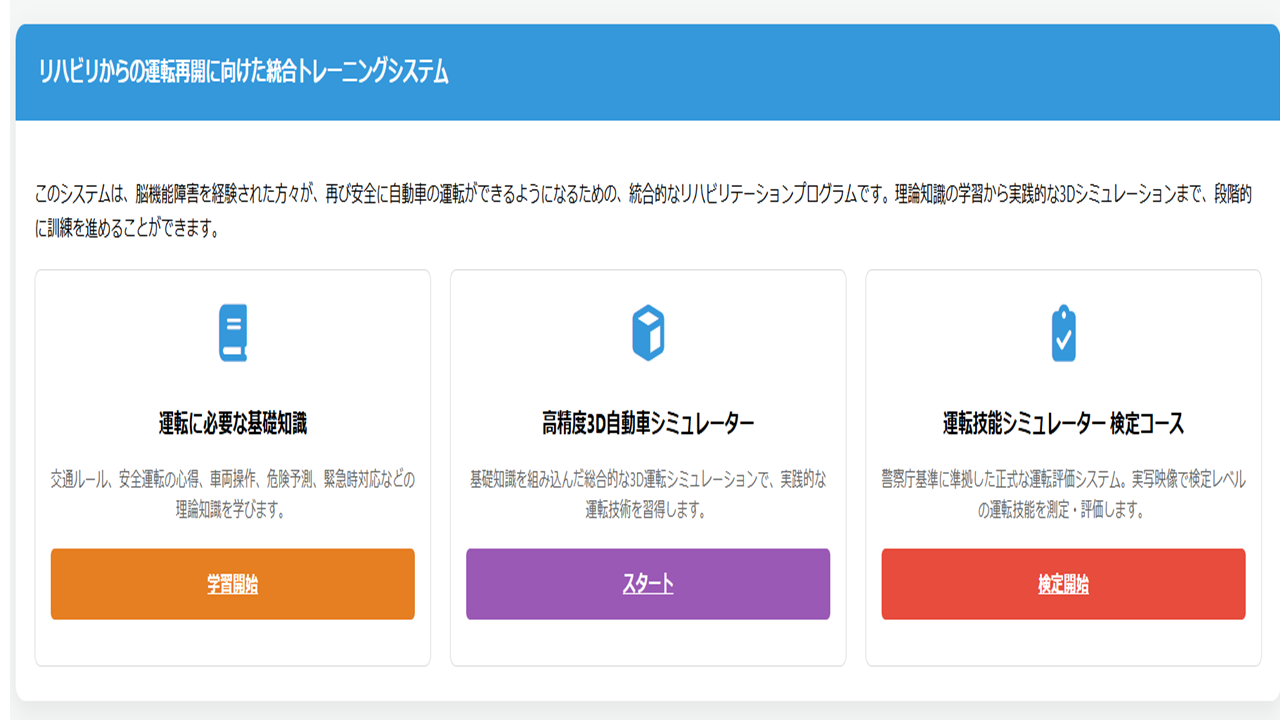 リハビリからの運転再開に向けた統合トレーニングシステム
このシステムは、脳機能障害を経験された方々が、再び安全に自動車の運転ができるようになるための、統合的なリハビリテーションプログラムです。理論知識の学習から実践的な3Dシミュレーションまで、段階的
に訓練を進めることができます。
運転に必要な基礎知識
交通ルール、安全運転の心得、車両操作、危険予測、緊急時対応などの
理論知識を学びます。
学習開始
高精度3D自動車シミュレーター
基礎知識を組み込んだ総合的な3D運転シミュレーションで、実践的な
運転技術を習得します。
スタート
運転技能シミュレーター 検定コース
警察庁基準に準拠した正式な運転評価システム。実写映像で検定レベル
の運転技能を測定・評価します。
検定開始